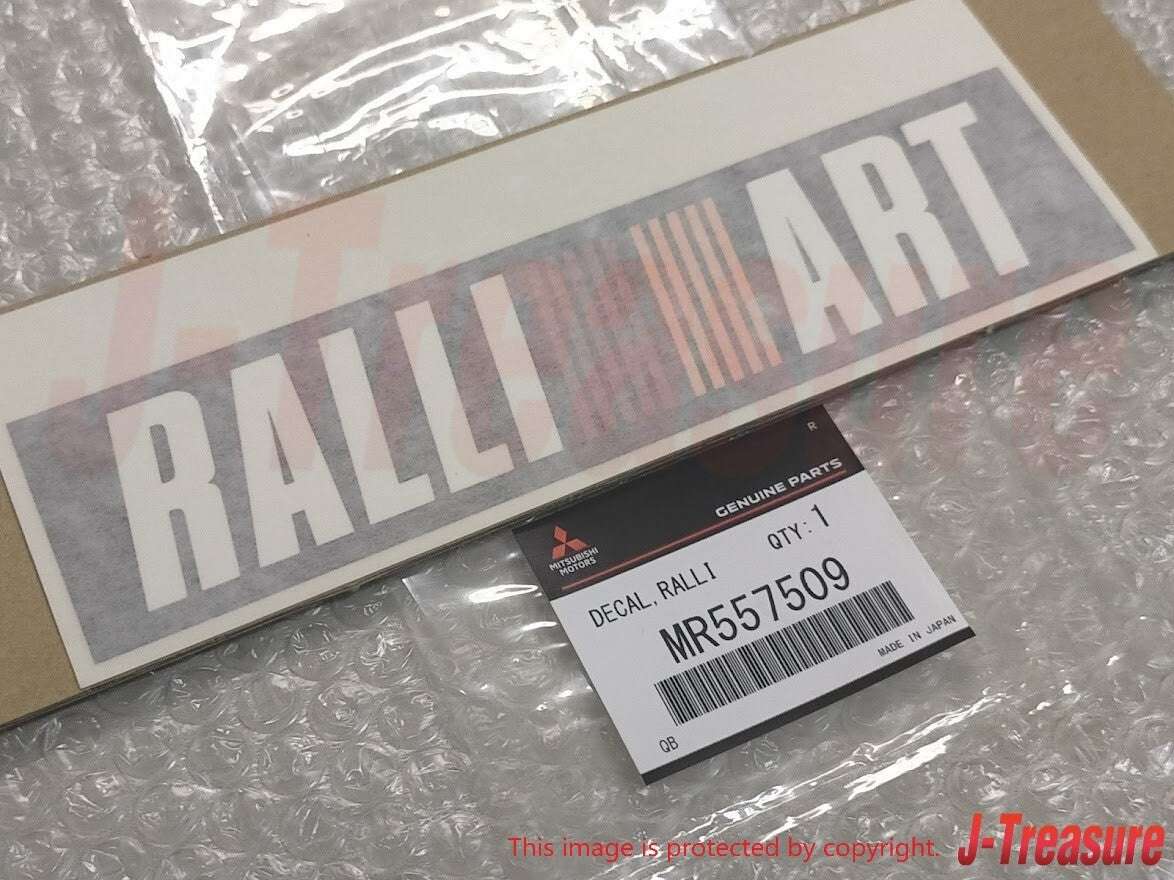 RALLI ART
R
GENUINE PARTS
MITSUBISHI
MOTORS
QTY: 1
DECAL, RALLI
MR557509
MADE IN JAPAN
QB
J-Treasure
This image is protected by copyright. J-Treasure